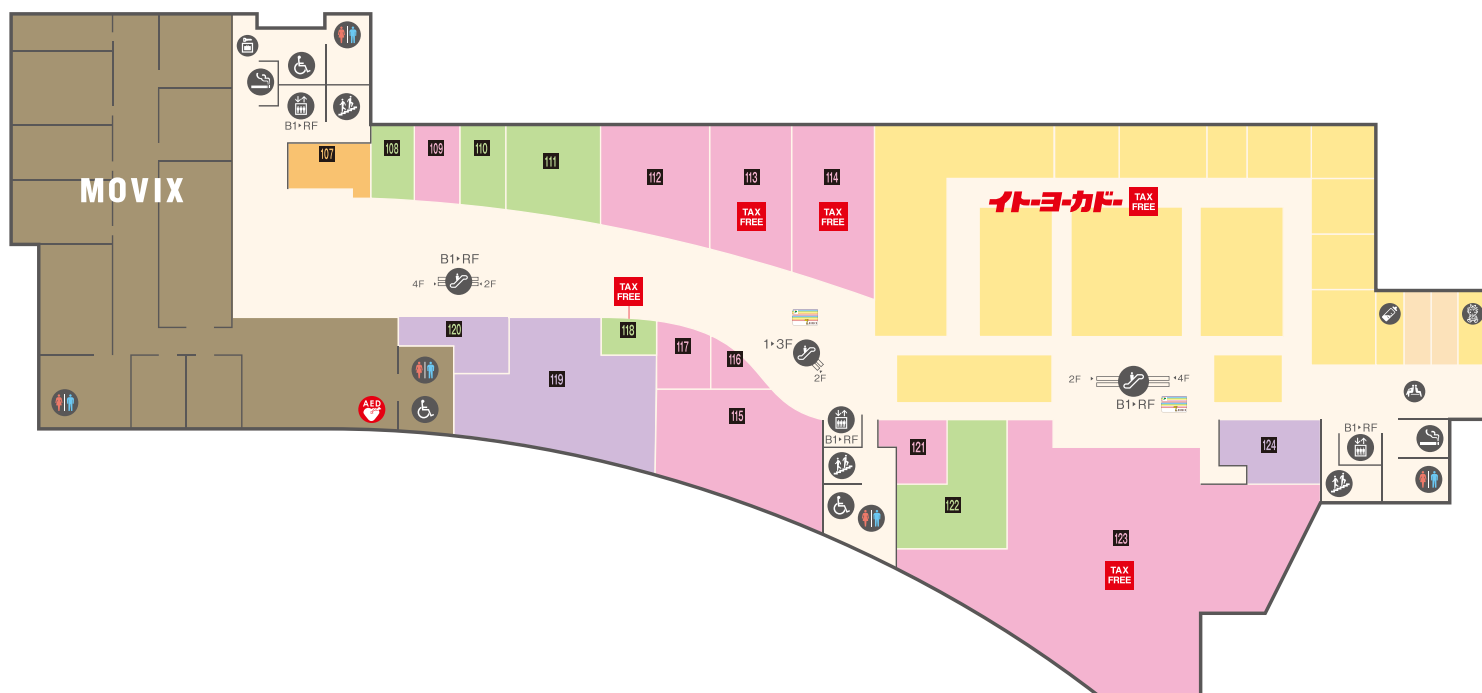 B1▸RF
107
108
109
110
111
112
113
114
MOVIX
イトーヨーカドー
TAX
FREE
TAX
FREE
TAX
FREE
B1▸RF
4F
2F
TAX
FREE
120
118
117
116
1▸3F
2F
119
2F
4F
B1▸RF
AED
115
B1▸RF
121
124
B1▸RF
122
123
TAX
FREE